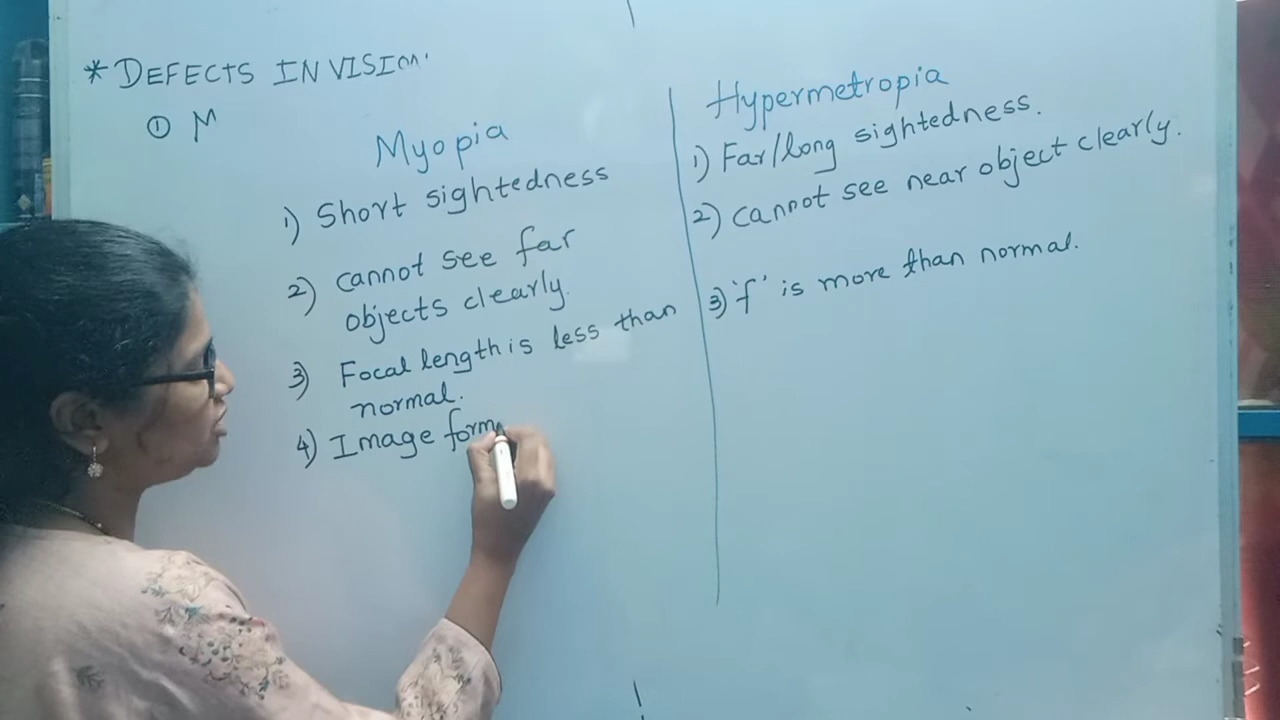 * DEFECTS IN VISION
① M
Myopia
1) Short sightedness
2) cannot see far
objects clearly.
3) Focal length is less than
normal.
4) Image form
Hypermetropia
1) Far/long sightedness.
2) cannot see near object clearly.
3) 'f' is more than normal.